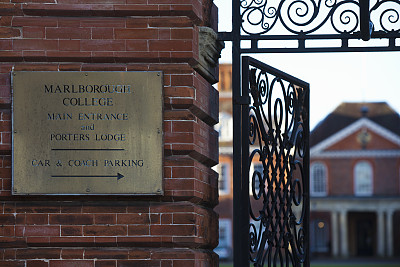 MARLBOROUGH
COLLEGE
MAIN ENTRANCE
and
PORTERS LODGE
CAR & COACH PARKING